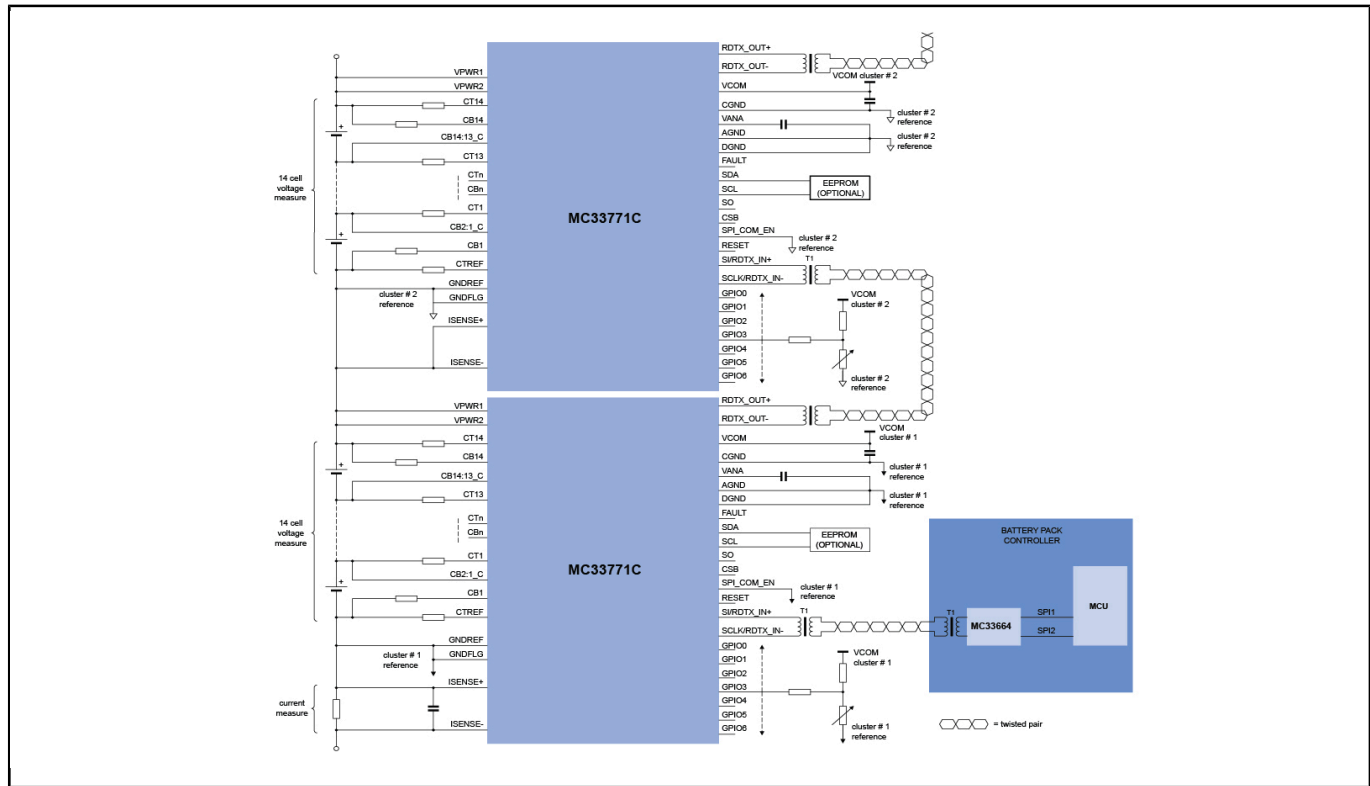 RDTX_OUT+
RDTX_OUT-
VCOM cluster # 2
VPWR1
VPWR2
VCOM
CT14
CGND
cluster # 2
reference
CB14
VANA
AGND
cluster # 2
reference
CB14:13_C
DGND
CT13
FAULT
14 cell
voltage
measure
CTn
SDA
CBn
SCL
EEPROM
(OPTIONAL)
SO
CT1
MC33771C
CSB
CB2:1_C
SPI_COM_EN
cluster # 2
reference
CB1
RESET
T1
CTREF
SI/RDTX_IN+
SCLK/RDTX_IN-
GNDREF
cluster # 2
reference
GNDFLG
GPIO0
GPIO1
VCOM
cluster # 2
ISENSE+
GPIO2
GPIO3
GPIO4
ISENSE-
GPIO5
GPIO6
cluster # 2
reference
RDTX_OUT+
VPWR1
RDTX_OUT-
VPWR2
VCOM
cluster # 1
CT14
VCOM
CB14
CGND
cluster # 1
reference
CB14:13_C
VANA
AGND
cluster # 1
reference
CT13
DGND
FAULT
14 cell
voltage
measure
CTn
SDA
CBn
SCL
EEPROM
(OPTIONAL)
SO
CT1
MC33771C
CSB
CB2:1_C
SPI_COM_EN
cluster # 1
reference
CB1
RESET
CTREF
SI/RDTX_IN+
T1
SCLK/RDTX_IN-
BATTERY PACK
CONTROLLER
T1
MC33664
SPI1
SPI2
MCU
GNDREF
cluster # 1
reference
GNDFLG
GPIO0
GPIO1
VCOM
cluster # 1
GPIO2
ISENSE+
GPIO3
current
measure
GPIO4
GPIO5
ISENSE-
GPIO6
cluster # 1
reference
= twisted pair